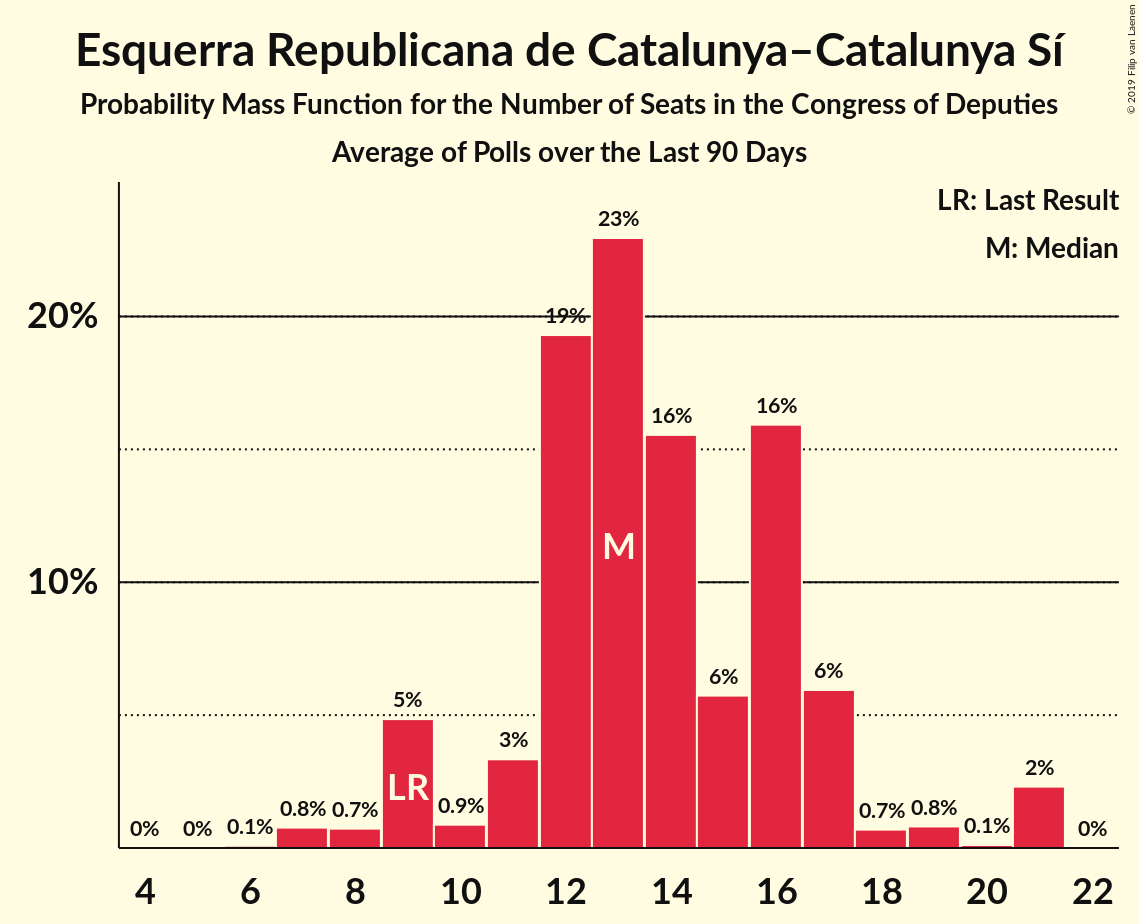 Esquerra Republicana de Catalunya–Catalunya Sí
Probability Mass Function for the Number of Seats in the Congress of Deputies
Average of Polls over the Last 90 Days
© 2019 Filip van Laenen
LR: Last Result
M: Median
20%
10%
0%
0%
0.1%
0.8%
0.7%
5%
0.9%
3%
19%
23%
16%
6%
16%
6%
0.7%
0.8%
0.1%
2%
0%
LR
M
4 6 8 10 12 14 16 18 20 22